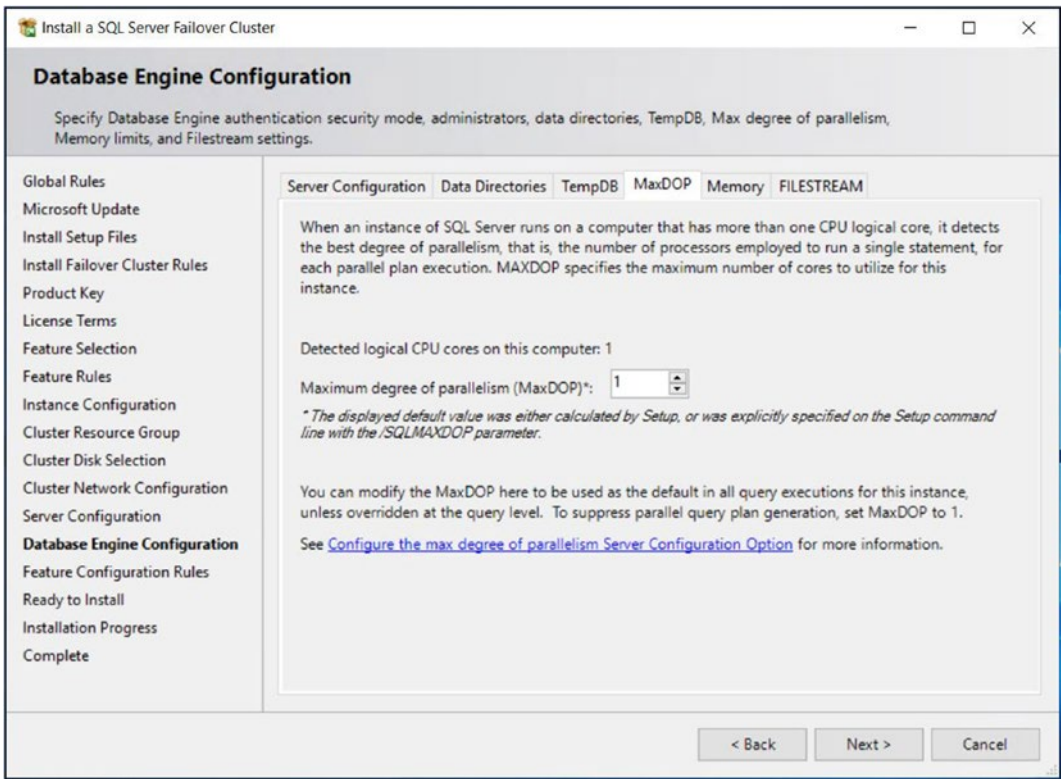 Install a SQL Server Failover Cluster
Database Engine Configuration
Specify Database Engine authentication security mode, administrators, data directories, TempDB, Max degree of parallelism,
Memory limits, and Filestream settings.
Global Rules
Microsoft Update
Install Setup Files
Install Failover Cluster Rules
Product Key
License Terms
Feature Selection
Feature Rules
Instance Configuration
Cluster Resource Group
Cluster Disk Selection
Cluster Network Configuration
Server Configuration
Database Engine Configuration
Feature Configuration Rules
Ready to Install
Installation Progress
Complete
Server Configuration Data Directories TempDB MaxDOP Memory FILESTREAM
When an instance of SQL Server runs on a computer that has more than one CPU logical core, it detects
the best degree of parallelism, that is, the number of processors employed to run a single statement, for
each parallel plan execution. MAXDOP specifies the maximum number of cores to utilize for this
instance.
Detected logical CPU cores on this computer: 1
Maximum degree of parallelism (MaxDOP)*: 1
* The displayed default value was either calculated by Setup, or was explicitly specified on the Setup command
line with the /SQLMAXDOP parameter.
You can modify the MaxDOP here to be used as the default in all query executions for this instance,
unless overridden at the query level. To suppress parallel query plan generation, set MaxDOP to 1.
See Configure the max degree of parallelism Server Configuration Option for more information.
< Back Next > Cancel